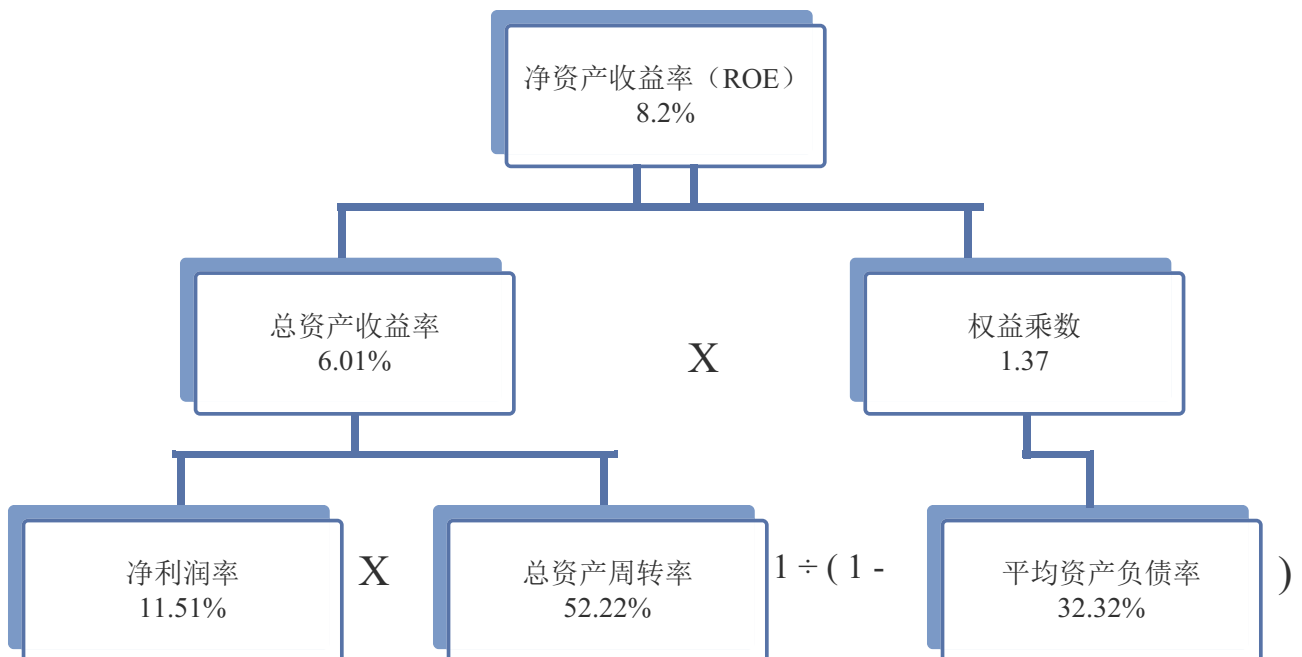 净资产收益率（ROE）
8.2%
总资产收益率
6.01%
X
权益乘数
1.37
净利润率
11.51%
X
总资产周转率
52.22%
1 ÷ ( 1 -
平均资产负债率
32.32%
)